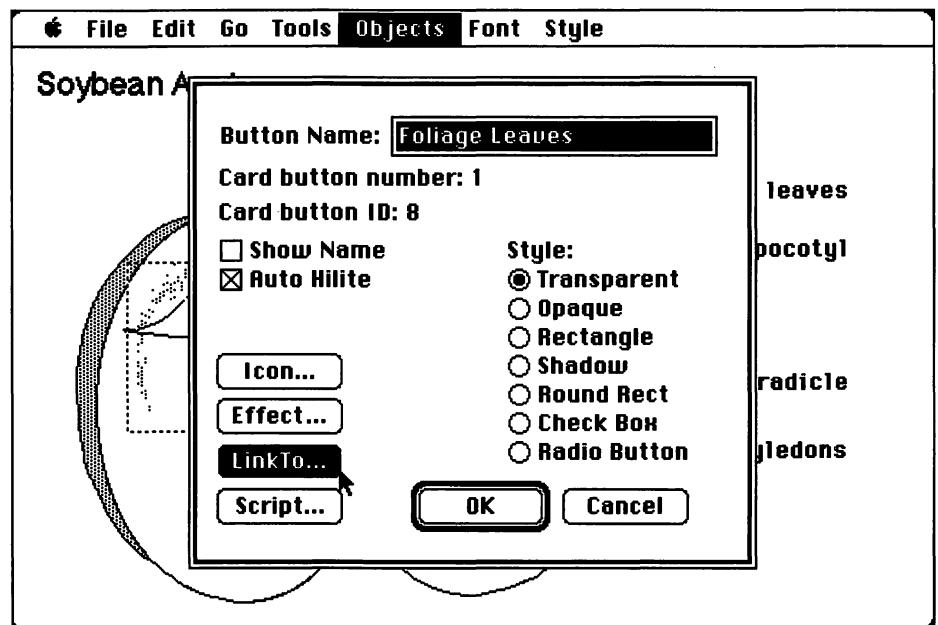 File Edit Go Tools Objects Font Style
Soybean A
Button Name: Foliage Leaves
Card button number: 1
leaves
Card button ID: 8
Show Name
Style:
pocotyl
Auto Hilite
Transparent
Opaque
Rectangle
Icon...
Shadow
radicle
Round Rect
Effect...
Check Box
LinkTo...
Radio Button
yledons
Script...
OK
Cancel